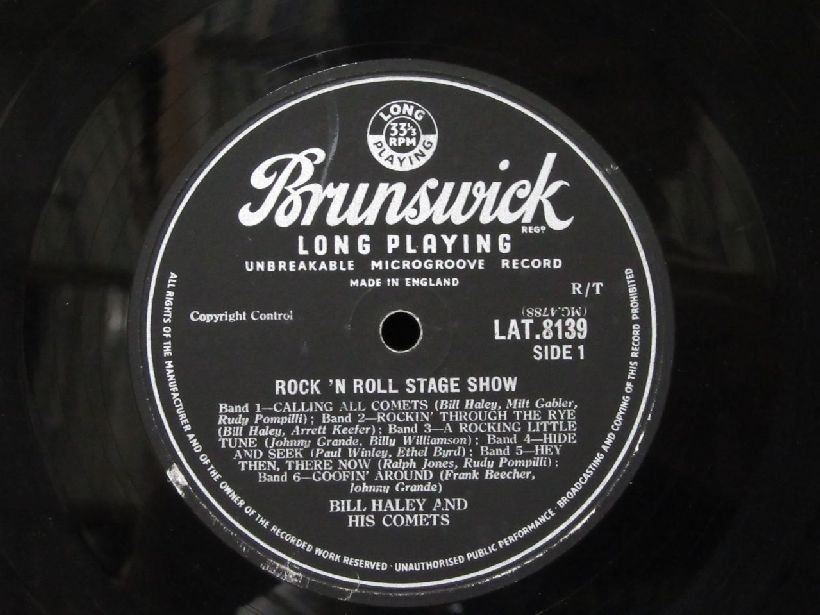 LONG
33⅓
RPM
PLAYING
Brunswick
REGD
LONG PLAYING
UNBREAKABLE MICROGROOVE RECORD
MADE IN ENGLAND
R/T
Copyright Control
(MG.4788)
LAT.8139
SIDE 1
ROCK 'N ROLL STAGE SHOW
Band 1—CALLING ALL COMETS (Bill Haley, Milt Gabler,
Rudy Pompilli); Band 2—ROCKIN' THROUGH THE RYE
(Bill Haley, Arrett Keefer); Band 3—A ROCKING LITTLE
TUNE (Johnny Grande, Billy Williamson); Band 4—HIDE
AND SEEK (Paul Winley, Ethel Byrd); Band 5—HEY
THEN, THERE NOW (Ralph Jones, Rudy Pompilli);
Band 6—GOOFIN' AROUND (Frank Beecher,
Johnny Grande)
BILL HALEY AND
HIS COMETS
ALL RIGHTS OF THE MANUFACTURER AND OF THE OWNER OF THE RECORDED WORK RESERVED · UNAUTHORISED PUBLIC PERFORMANCE · BROADCASTING AND COPYING OF THIS RECORD PROHIBITED